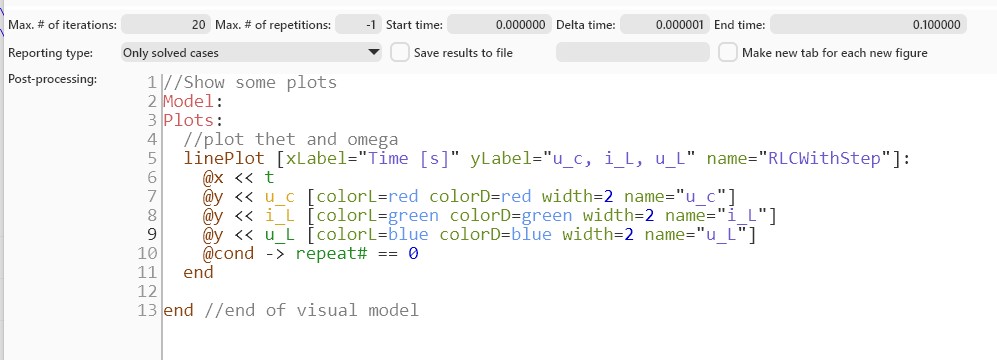 Max. # of iterations: 20 Max. # of repetitions: -1 Start time: 0.000000 Delta time: 0.000001 End time: 0.100000
Reporting type: Only solved cases Save results to file Make new tab for each new figure
Post-processing:
1 //Show some plots
2 Model:
3 Plots:
4 //plot thet and omega
5 linePlot [xLabel="Time [s]" yLabel="u_c, i_L, u_L" name="RLCWithStep"]:
6 @x << t
7 @y << u_c [colorL=red colorD=red width=2 name="u_c"]
8 @y << i_L [colorL=green colorD=green width=2 name="i_L"]
9 @y << u_L [colorL=blue colorD=blue width=2 name="u_L"]
10 @cond -> repeat# == 0
11 end
12
13 end //end of visual model